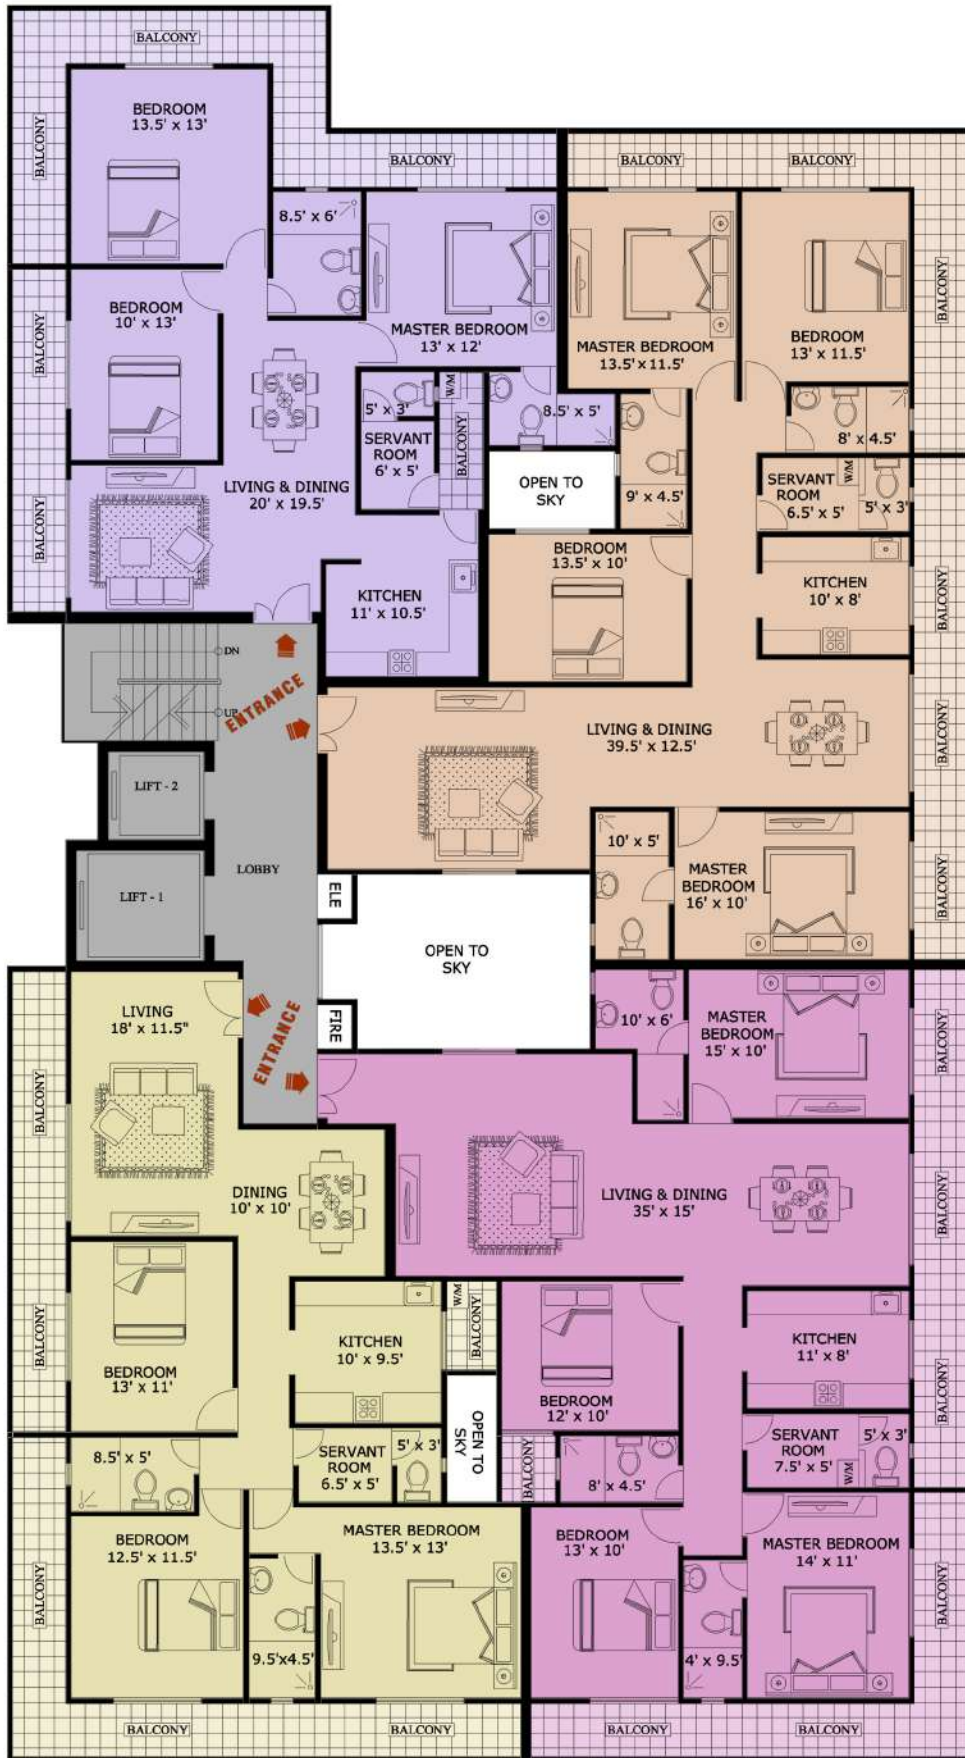 BALCONY
BEDROOM
13.5' x 13'
BALCONY
BALCONY
8.5' x 6'
MASTER BEDROOM
13' x 12'
BEDROOM
10' x 13'
BALCONY
5' x 3'
W/M
SERVANT
ROOM
6' x 5'
BALCONY
8.5' x 5'
LIVING & DINING
20' x 19.5'
BALCONY
KITCHEN
11' x 10.5'
OPEN TO
SKY
BALCONY
BALCONY
MASTER BEDROOM
13.5' x 11.5'
BEDROOM
13' x 11.5'
BALCONY
8' x 4.5'
9' x 4.5'
SERVANT
ROOM
6.5' x 5'
W/M
5' x 3'
BEDROOM
13.5' x 10'
KITCHEN
10' x 8'
BALCONY
LIVING & DINING
39.5' x 12.5'
BALCONY
10' x 5'
MASTER
BEDROOM
16' x 10'
BALCONY
DN
UP
ENTRANCE
LIFT - 2
LOBBY
LIFT - 1
ELE
OPEN TO
SKY
FIRE
ENTRANCE
LIVING
18' x 11.5"
BALCONY
DINING
10' x 10'
BEDROOM
13' x 11'
BALCONY
KITCHEN
10' x 9.5'
W/M
BALCONY
8.5' x 5'
SERVANT
ROOM
6.5' x 5'
5' x 3'
OPEN TO
SKY
BEDROOM
12.5' x 11.5'
BALCONY
MASTER BEDROOM
13.5' x 13'
9.5'x4.5'
BALCONY
BALCONY
10' x 6'
MASTER
BEDROOM
15' x 10'
BALCONY
LIVING & DINING
35' x 15'
BALCONY
BEDROOM
12' x 10'
KITCHEN
11' x 8'
BALCONY
BALCONY
8' x 4.5'
SERVANT
ROOM
7.5' x 5'
W/M
5' x 3'
BEDROOM
13' x 10'
MASTER BEDROOM
14' x 11'
BALCONY
4' x 9.5'
BALCONY
BALCONY